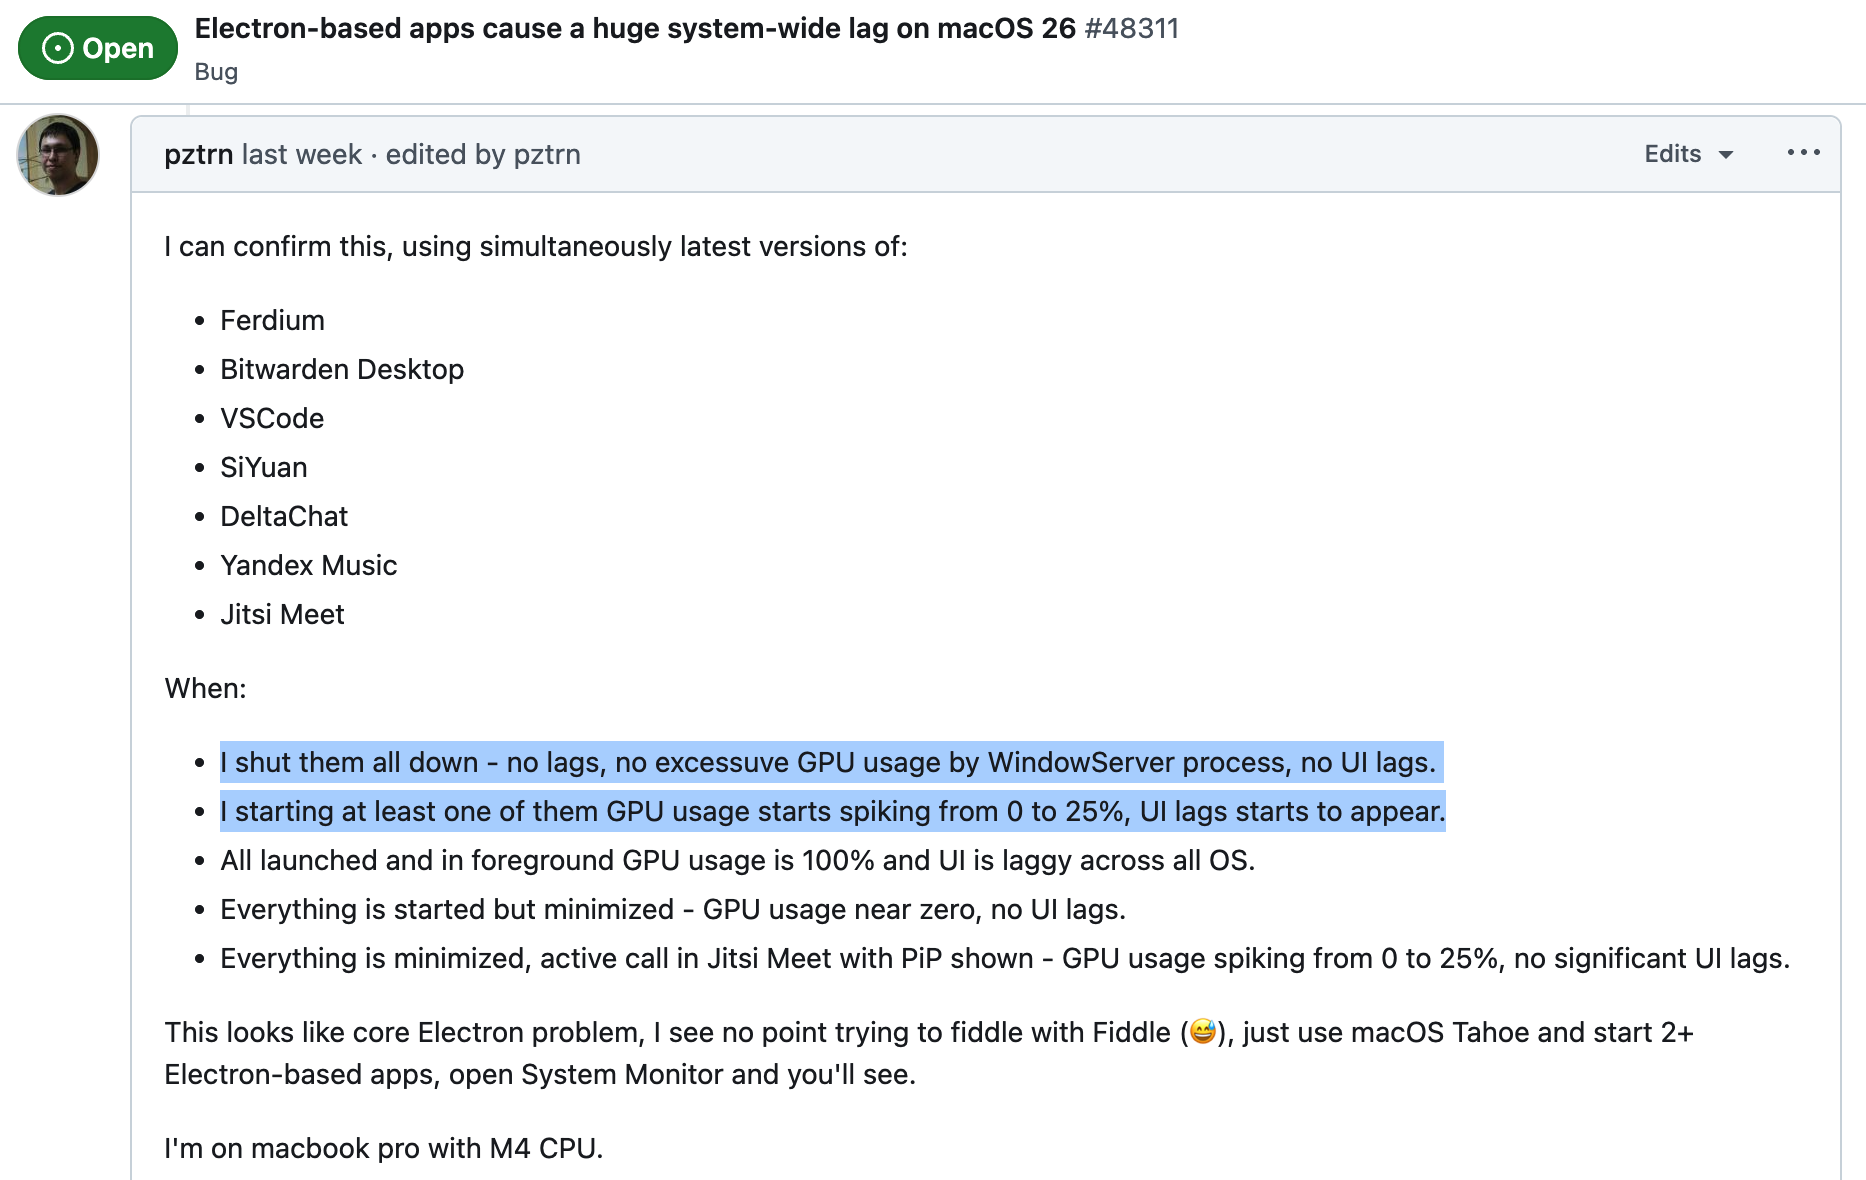 Open
Electron-based apps cause a huge system-wide lag on macOS 26 #48311
Bug
pztrn last week · edited by pztrn
Edits
I can confirm this, using simultaneously latest versions of:
• Ferdium
• Bitwarden Desktop
• VSCode
• SiYuan
• DeltaChat
• Yandex Music
• Jitsi Meet
When:
• I shut them all down - no lags, no excessuve GPU usage by WindowServer process, no UI lags.
• I starting at least one of them GPU usage starts spiking from 0 to 25%, UI lags starts to appear.
• All launched and in foreground GPU usage is 100% and UI is laggy across all OS.
• Everything is started but minimized - GPU usage near zero, no UI lags.
• Everything is minimized, active call in Jitsi Meet with PiP shown - GPU usage spiking from 0 to 25%, no significant UI lags.
This looks like core Electron problem, I see no point trying to fiddle with Fiddle (😅), just use macOS Tahoe and start 2+
Electron-based apps, open System Monitor and you'll see.
I'm on macbook pro with M4 CPU.